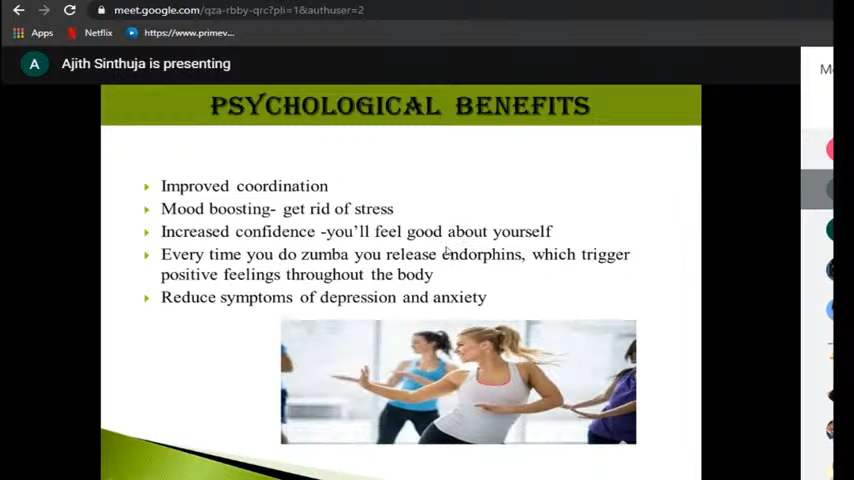 meet.google.com/qza-rbby-qrc?pli=1&authuser=2
Apps Netflix https://www.primev...
A Ajith Sinthuja is presenting
PSYCHOLOGICAL BENEFITS
Improved coordination
Mood boosting- get rid of stress
Increased confidence -you'll feel good about yourself
Every time you do zumba you release endorphins, which trigger
positive feelings throughout the body
Reduce symptoms of depression and anxiety